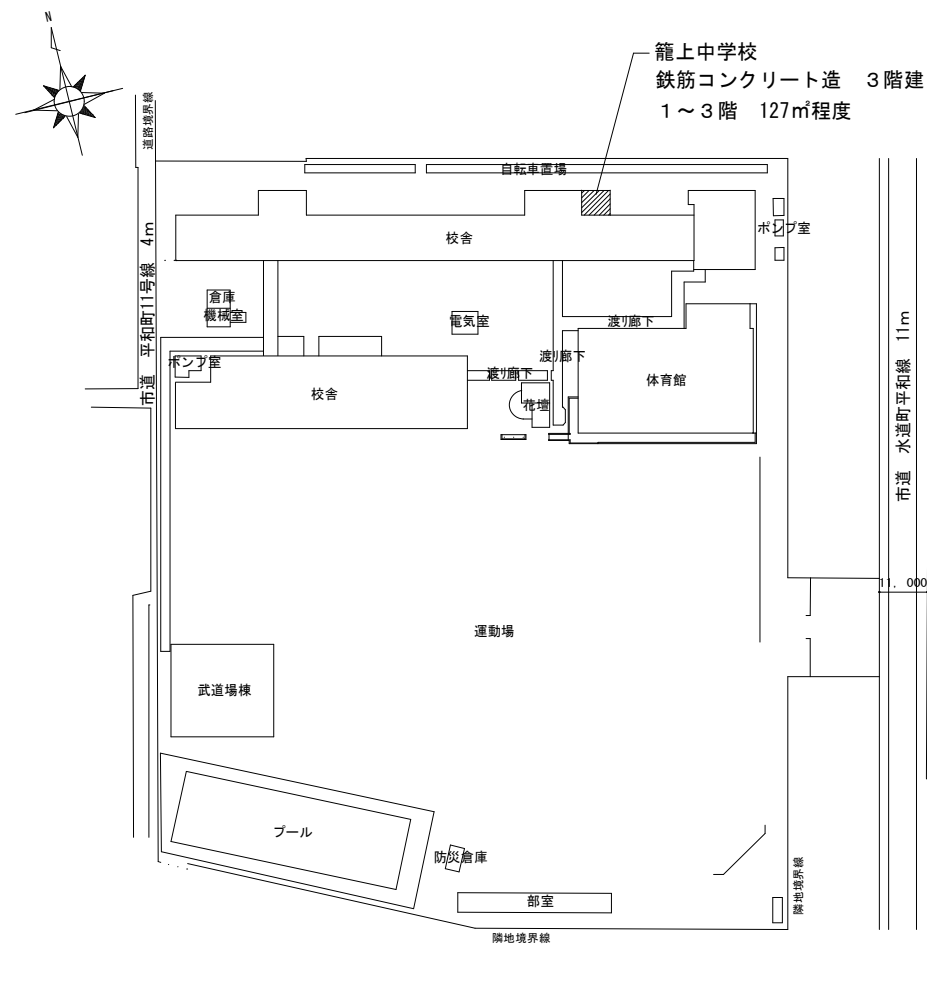 N
籠上中学校
鉄筋コンクリート造　３階建
１～３階　127㎡程度
道路境界線
自転車置場
ポンプ室
校舎
市道　平和町11号線　4m
倉庫
機械室
電気室
渡り廊下
市道　水道町平和線　11m
渡り廊下
ポンプ室
渡り廊下
体育館
校舎
花壇
11.000
運動場
武道場棟
プール
防災倉庫
隣地境界線
部室
隣地境界線